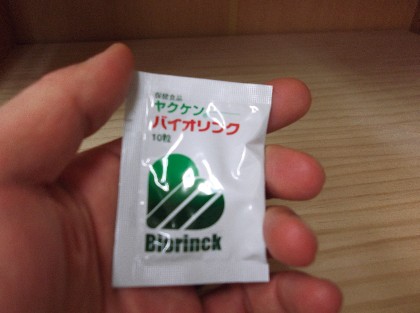 保健食品
ヤクケン
バイオリンク
10粒
Biorinck